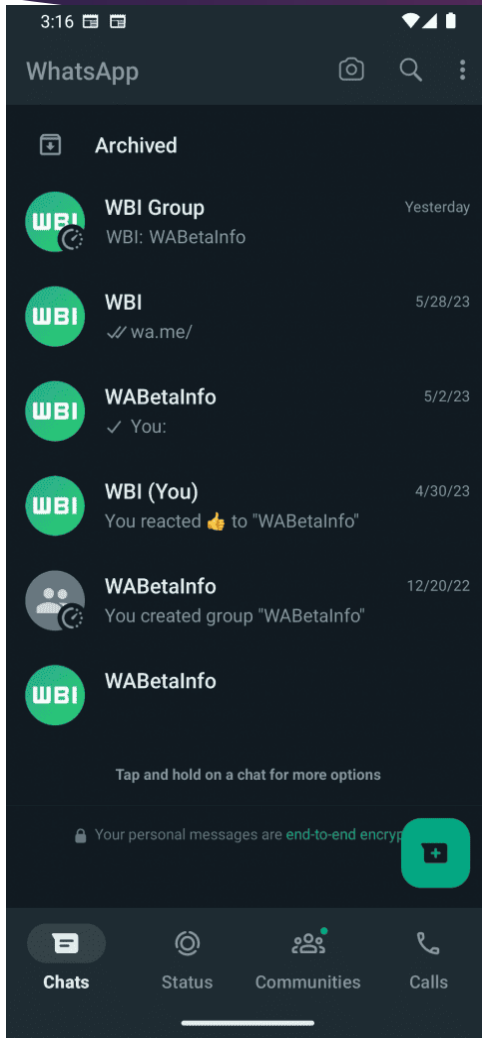 3:16
WhatsApp
Archived
WBI
WBI Group
Yesterday
WBI: WABetaInfo
WBI
WBI
5/28/23
wa.me/
WBI
WABetaInfo
5/2/23
You:
WBI
WBI (You)
4/30/23
You reacted 👍 to "WABetaInfo"
WABetaInfo
12/20/22
You created group "WABetaInfo"
WBI
WABetaInfo
Tap and hold on a chat for more options
Your personal messages are end-to-end encryp
Chats
Status
Communities
Calls